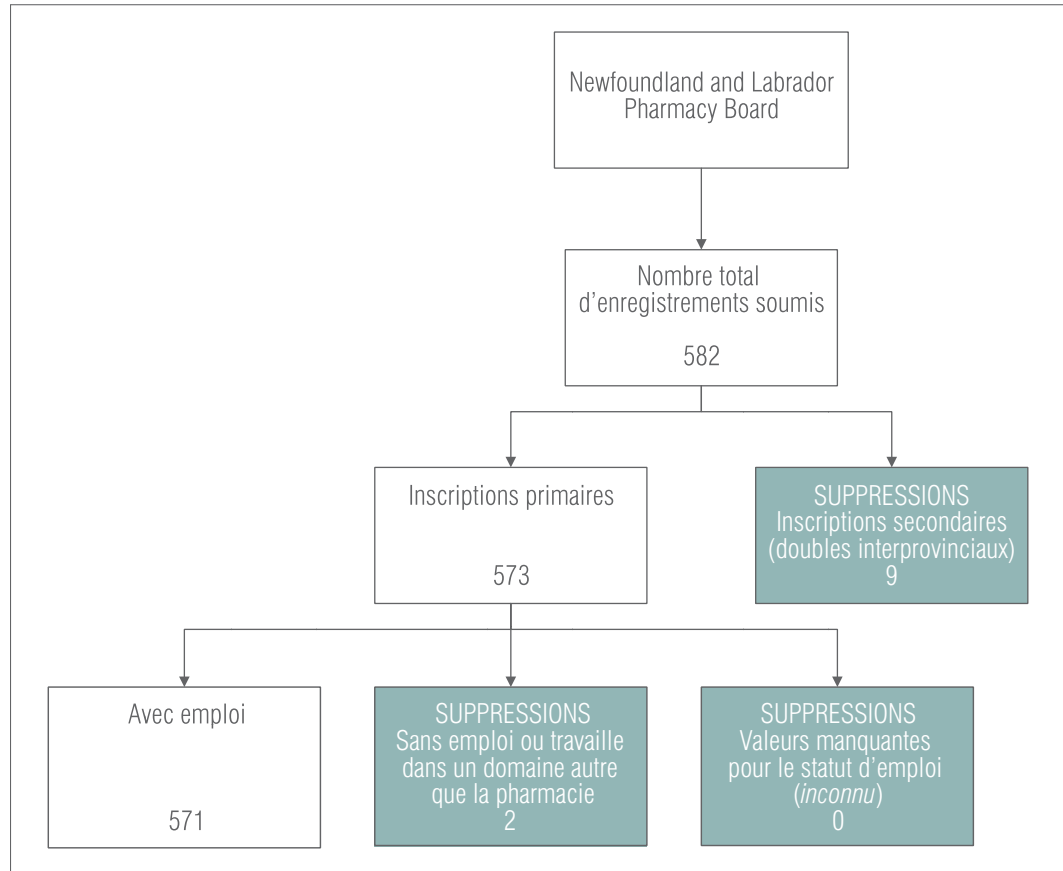 Newfoundland and Labrador
Pharmacy Board
Nombre total
d'enregistrements soumis
582
Inscriptions primaires
573
SUPPRESSIONS
Inscriptions secondaires
(doubles interprovinciaux)
9
Avec emploi
571
SUPPRESSIONS
Sans emploi ou travaille
dans un domaine autre
que la pharmacie
2
SUPPRESSIONS
Valeurs manquantes
pour le statut d'emploi
(inconnu)
0